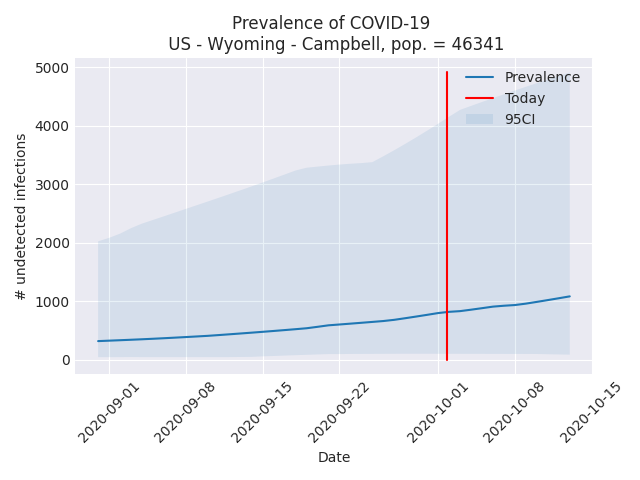 Prevalence of COVID-19
US - Wyoming - Campbell, pop. = 46341
# undetected infections
5000
4000
3000
2000
1000
0
Prevalence
Today
95CI
2020-09-01
2020-09-08
2020-09-15
2020-09-22
2020-10-01
2020-10-08
2020-10-15
Date